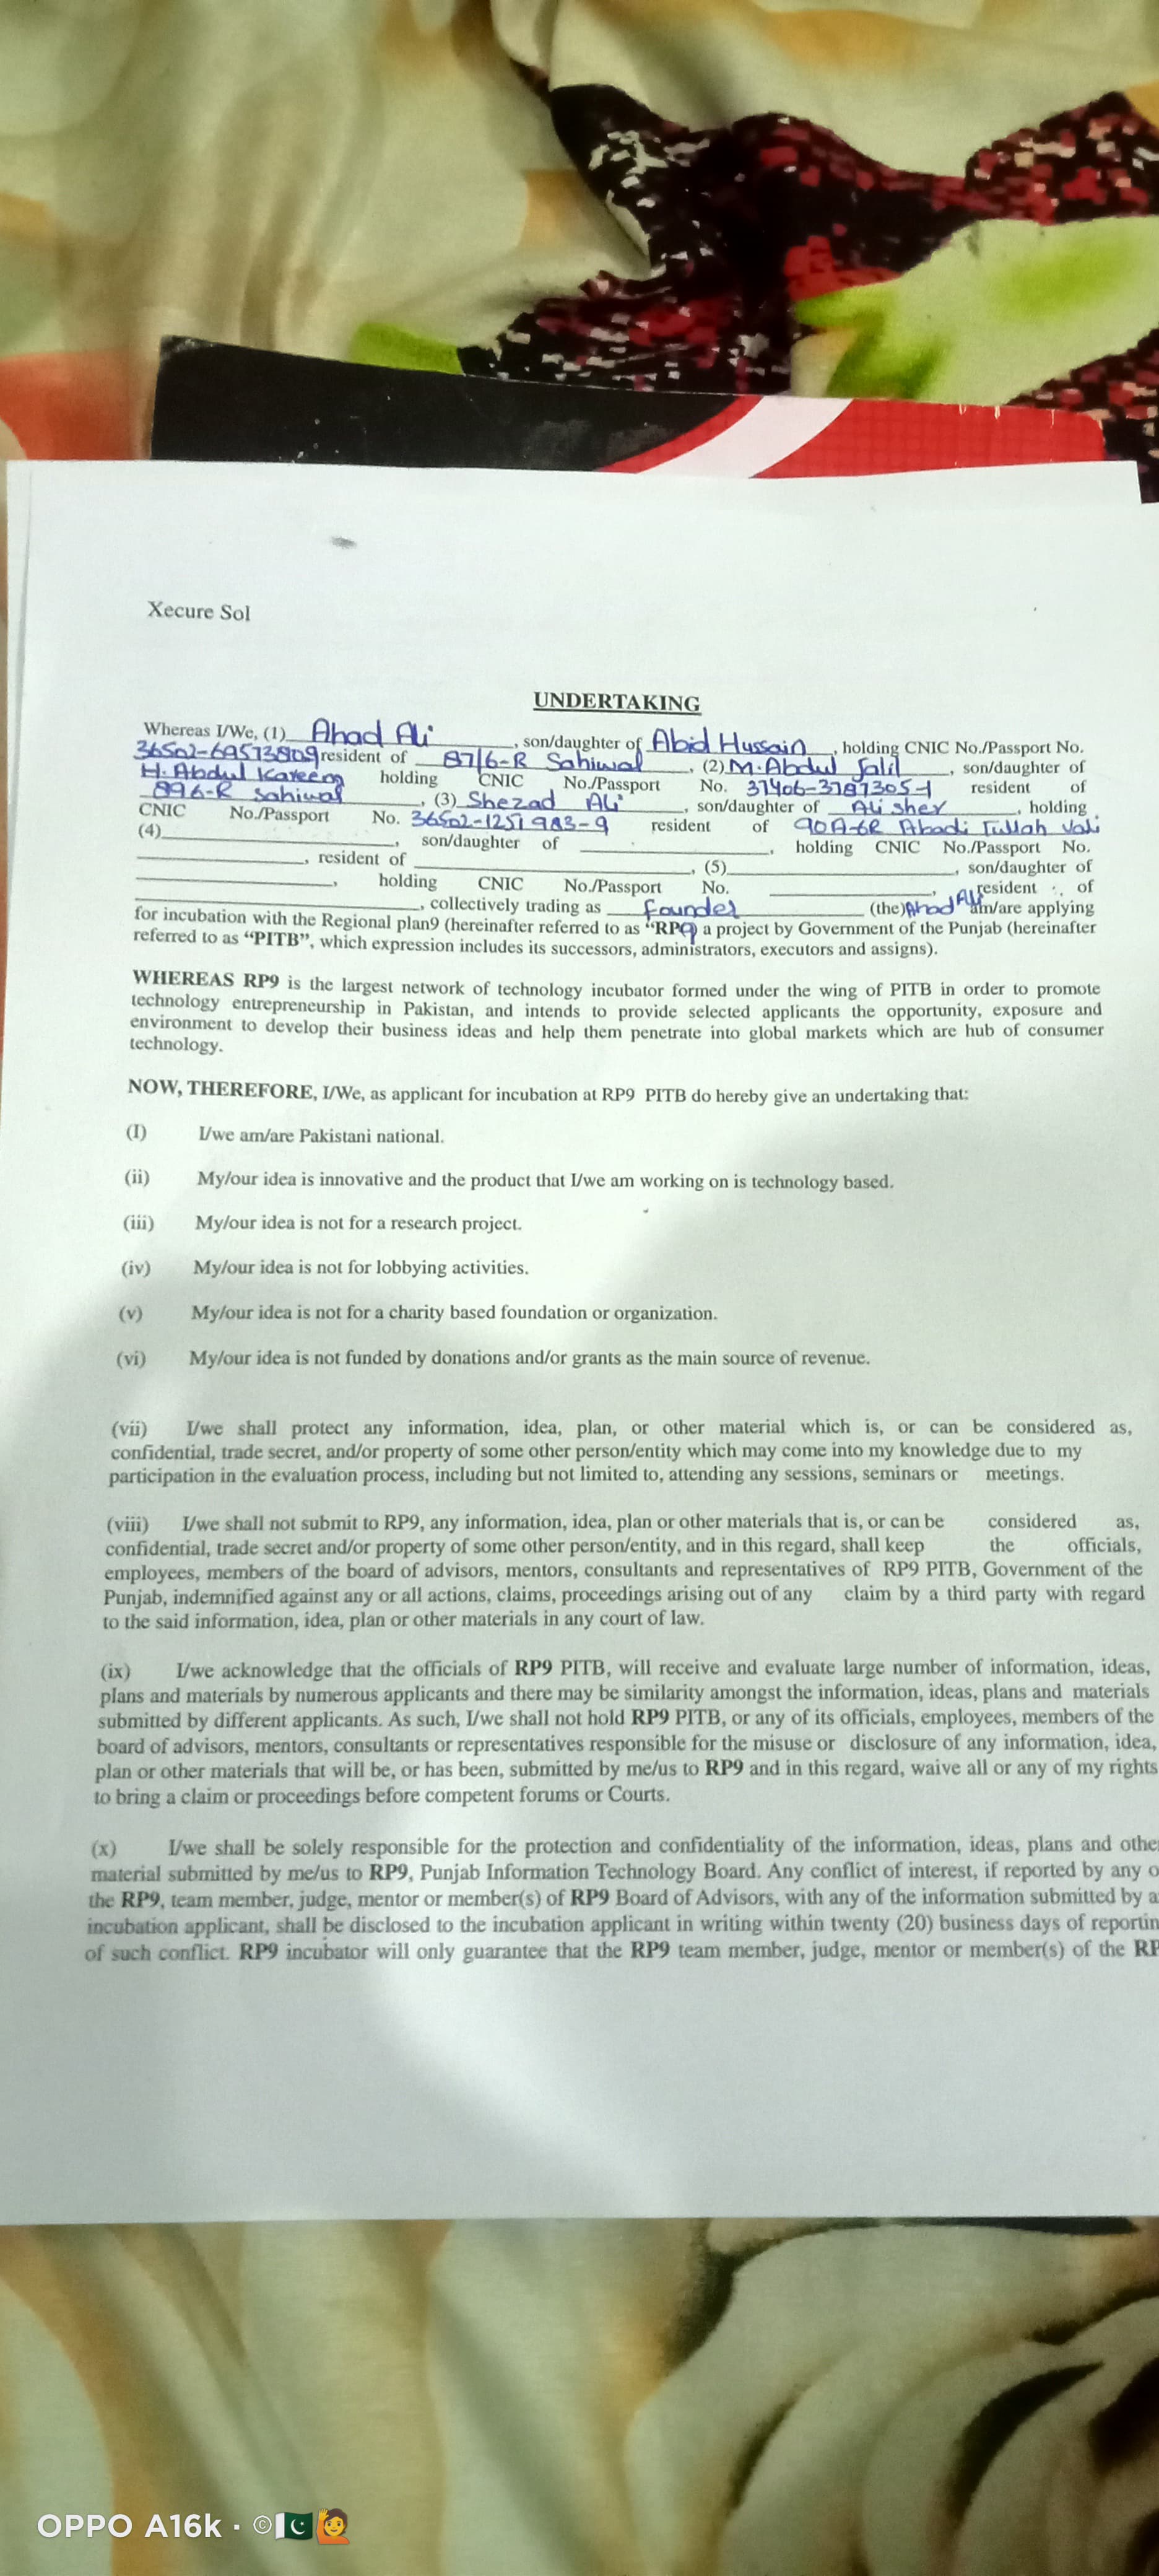 Xecure Sol
UNDERTAKING
Whereas I/We, (1) Ahad Ali, son/daughter of Abid Hussain, holding CNIC No./Passport No.
36502-6957380-9 resident of 87/6-R Sahiwal, (2) M. Abdul Jalil, son/daughter of
H. Abdul Kareem holding CNIC No./Passport No. 37406-3787305-1 resident of
896-R Sahiwal, (3) Shezad Ali, son/daughter of Ali sher, holding
CNIC No./Passport No. 36502-1251983-9 resident of 90A-6R Abadi Tullah Vali
(4)____, son/daughter of ____, holding CNIC No./Passport No.
____, resident of ____, (5)____, son/daughter of
____, holding CNIC No./Passport No. ____, resident of
____, collectively trading as founder (the) Ahad Ali am/are applying
for incubation with the Regional plan9 (hereinafter referred to as “RP9) a project by Government of the Punjab (hereinafter
referred to as “PITB”, which expression includes its successors, administrators, executors and assigns).
WHEREAS RP9 is the largest network of technology incubator formed under the wing of PITB in order to promote
technology entrepreneurship in Pakistan, and intends to provide selected applicants the opportunity, exposure and
environment to develop their business ideas and help them penetrate into global markets which are hub of consumer
technology.
NOW, THEREFORE, I/We, as applicant for incubation at RP9 PITB do hereby give an undertaking that:
(I) I/we am/are Pakistani national.
(ii) My/our idea is innovative and the product that I/we am working on is technology based.
(iii) My/our idea is not for a research project.
(iv) My/our idea is not for lobbying activities.
(v) My/our idea is not for a charity based foundation or organization.
(vi) My/our idea is not funded by donations and/or grants as the main source of revenue.
(vii) I/we shall protect any information, idea, plan, or other material which is, or can be considered as,
confidential, trade secret, and/or property of some other person/entity which may come into my knowledge due to my
participation in the evaluation process, including but not limited to, attending any sessions, seminars or meetings.
(viii) I/we shall not submit to RP9, any information, idea, plan or other materials that is, or can be considered as,
confidential, trade secret and/or property of some other person/entity, and in this regard, shall keep the officials,
employees, members of the board of advisors, mentors, consultants and representatives of RP9 PITB, Government of the
Punjab, indemnified against any or all actions, claims, proceedings arising out of any claim by a third party with regard
to the said information, idea, plan or other materials in any court of law.
(ix) I/we acknowledge that the officials of RP9 PITB, will receive and evaluate large number of information, ideas,
plans and materials by numerous applicants and there may be similarity amongst the information, ideas, plans and materials
submitted by different applicants. As such, I/we shall not hold RP9 PITB, or any of its officials, employees, members of the
board of advisors, mentors, consultants or representatives responsible for the misuse or disclosure of any information, idea,
plan or other materials that will be, or has been, submitted by me/us to RP9 and in this regard, waive all or any of my rights
to bring a claim or proceedings before competent forums or Courts.
(x) I/we shall be solely responsible for the protection and confidentiality of the information, ideas, plans and othe
material submitted by me/us to RP9, Punjab Information Technology Board. Any conflict of interest, if reported by any o
the RP9, team member, judge, mentor or member(s) of RP9 Board of Advisors, with any of the information submitted by a
incubation applicant, shall be disclosed to the incubation applicant in writing within twenty (20) business days of reportin
of such conflict. RP9 incubator will only guarantee that the RP9 team member, judge, mentor or member(s) of the RP
OPPO A16k · ©🇵🇰🙋